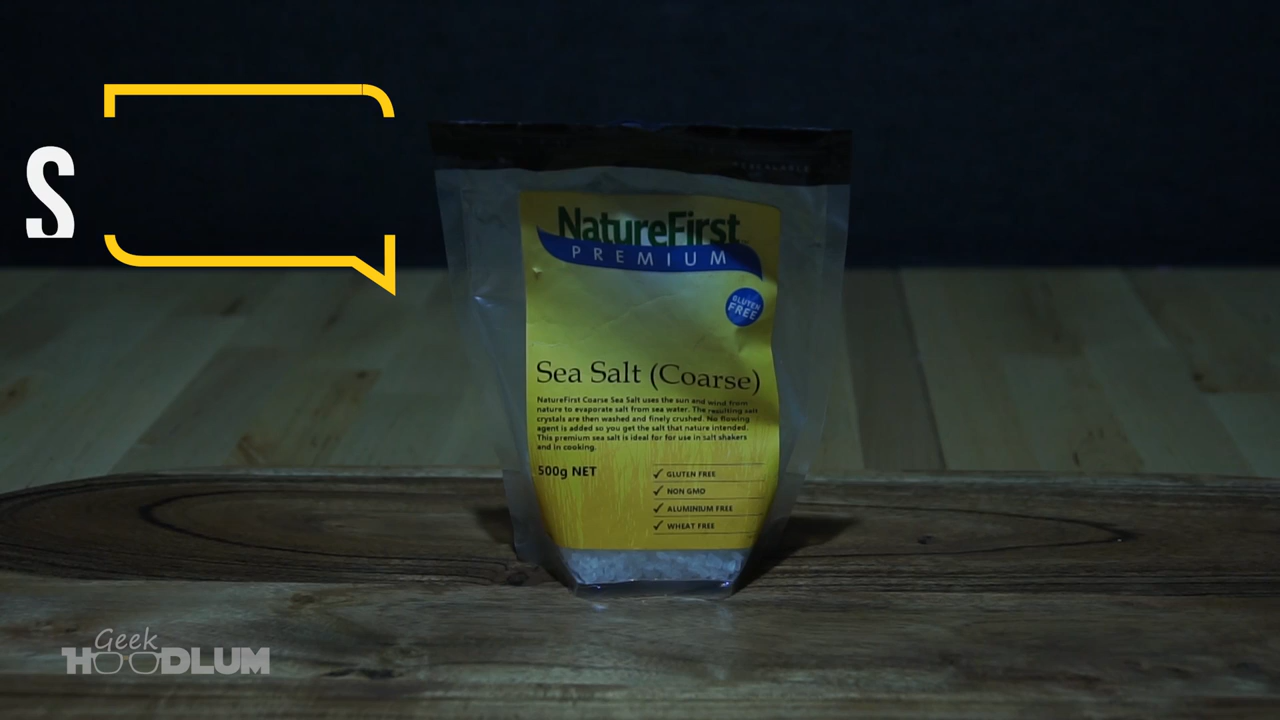 S
RESEALABLE
NatureFirst
PREMIUM
GLUTEN
FREE
Sea Salt (Coarse)
NatureFirst Coarse Sea Salt uses the sun and wind from
nature to evaporate salt from sea water. The resulting salt
crystals are then washed and finely crushed. No flowing
agent is added so you get the salt that nature intended.
This premium sea salt is ideal for for use in salt shakers
and in cooking.
500g NET
✓ GLUTEN FREE
✓ NON GMO
✓ ALUMINIUM FREE
✓ WHEAT FREE
Geek
HOODLUM